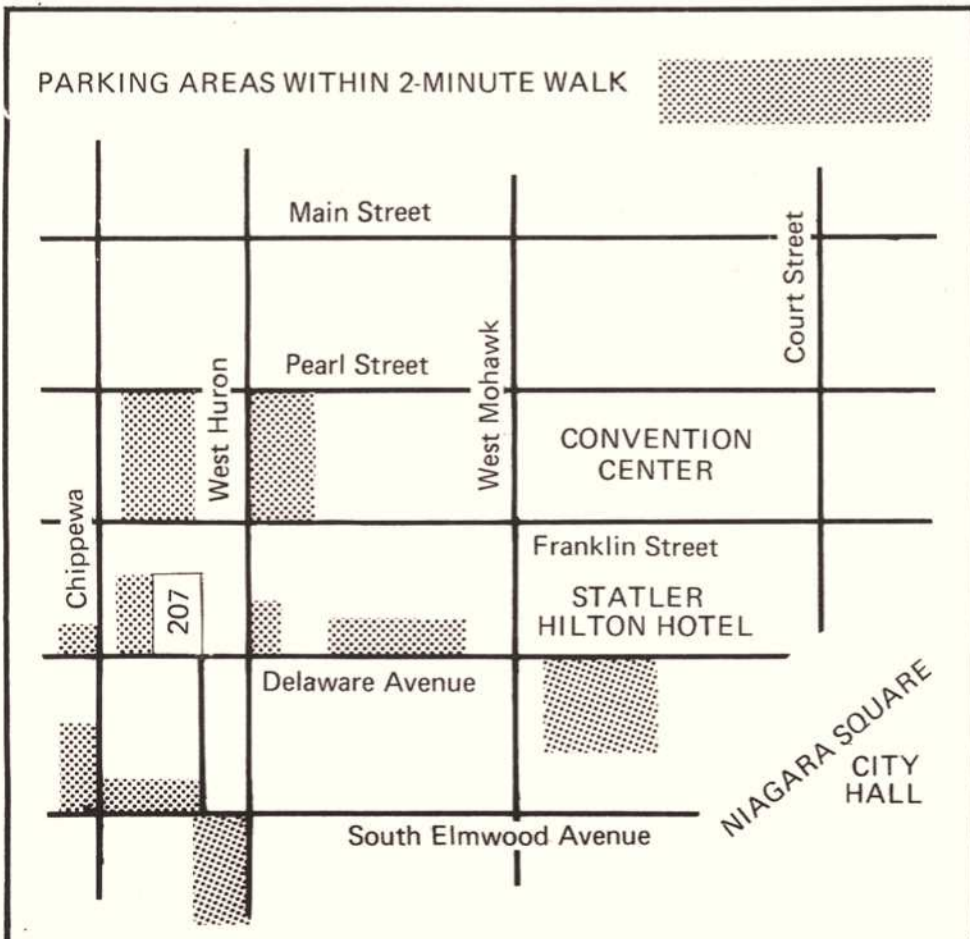 PARKING AREAS WITHIN 2-MINUTE WALK
Main Street
Court Street
Pearl Street
West Huron
West Mohawk
CONVENTION
CENTER
Chippewa
Franklin Street
207
STATLER
HILTON HOTEL
Delaware Avenue
NIAGARA SQUARE
CITY
HALL
South Elmwood Avenue